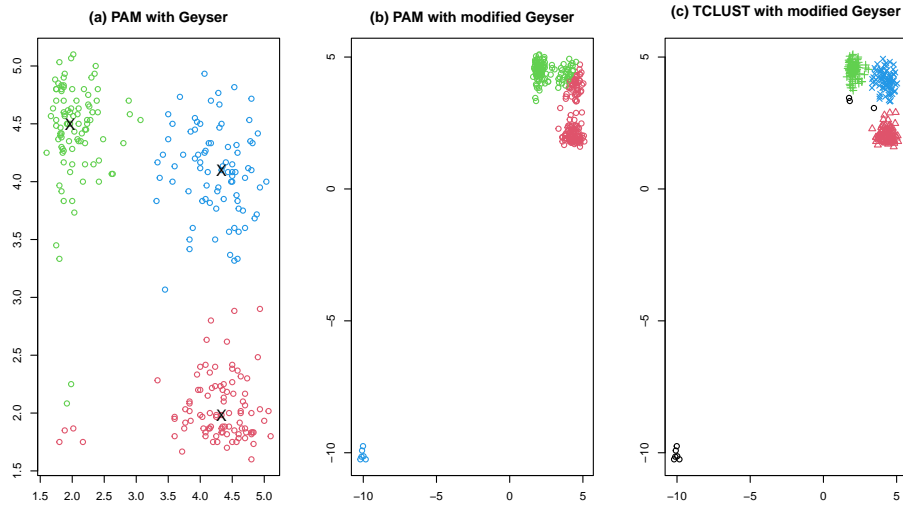 (a) PAM with Geyser
(b) PAM with modified Geyser
(c) TCLUST with modified Geyser
5.0
4.5
4.0
3.5
3.0
2.5
2.0
1.5
X
X
X
1.5 2.0 2.5 3.0 3.5 4.0 4.5 5.0
5
0
−5
−10
−10 −5 0 5
5
0
−5
−10
−10 −5 0 5